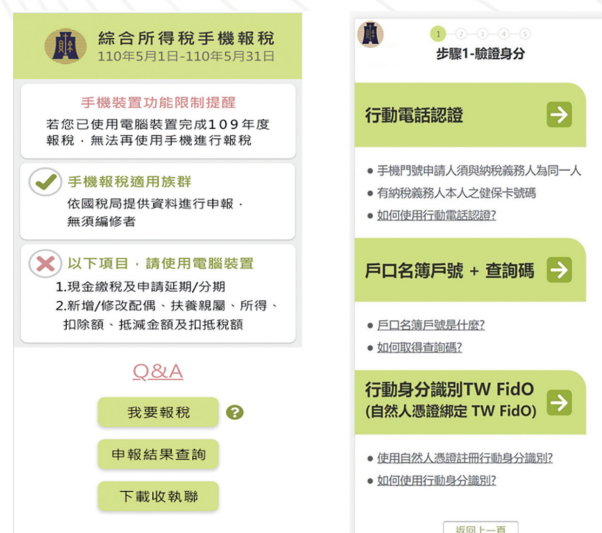 綜合所得稅手機報稅
110年5月1日-110年5月31日
手機裝置功能限制提醒
若您已使用電腦裝置完成109年度
報稅，無法再使用手機進行報稅
手機報稅適用族群
依國稅局提供資料進行申報，
無須編修者
以下項目，請使用電腦裝置
1.現金繳稅及申請延期/分期
2.新增/修改配偶、扶養親屬、所得、
扣除額、抵減金額及扣抵稅額
Q&A
我要報稅 ?
申報結果查詢
下載收執聯
1 2 3 4 5
步驟1-驗證身分
行動電話認證
• 手機門號申請人須與納稅義務人為同一人
• 有納稅義務人本人之健保卡號碼
• 如何使用行動電話認證?
戶口名簿戶號 + 查詢碼
• 戶口名簿戶號是什麼?
• 如何取得查詢碼?
行動身分識別TW FidO
(自然人憑證綁定 TW FidO)
• 使用自然人憑證註冊行動身分識別?
• 如何使用行動身分識別?
返回上一頁